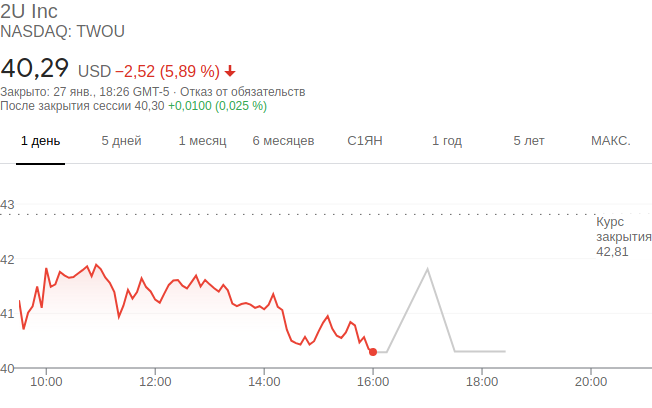 2U Inc
NASDAQ: TWOU
40,29 USD −2,52 (5,89 %)
Закрыто: 27 янв., 18:26 GMT-5 · Отказ от обязательств
После закрытия сессии 40,30 +0,0100 (0,025 %)
1 день 5 дней 1 месяц 6 месяцев С1ЯН 1 год 5 лет МАКС.
43
Курс
закрытия
42,81
42
41
40
10:00 12:00 14:00 16:00 18:00 20:00